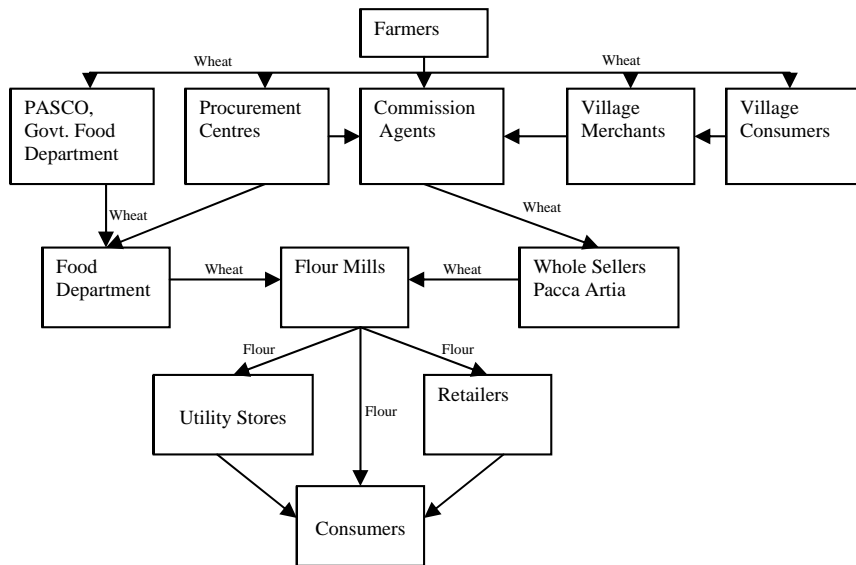 Farmers
Wheat
Wheat
PASCO,
Govt. Food
Department
Procurement
Centres
Commission
Agents
Village
Merchants
Village
Consumers
Wheat
Wheat
Food
Department
Wheat
Flour Mills
Wheat
Whole Sellers
Pacca Artia
Flour
Flour
Utility Stores
Flour
Retailers
Consumers